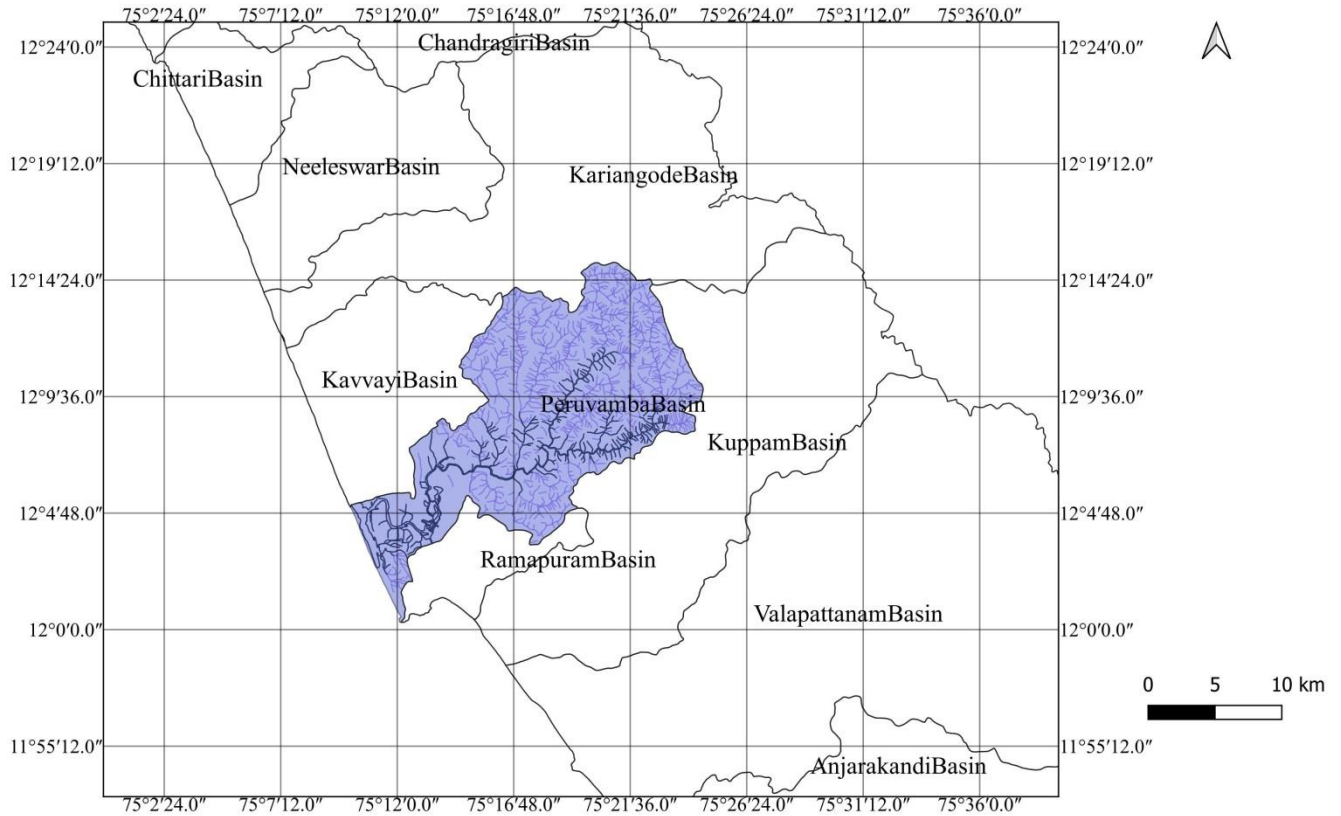 75°2'24.0" 75°7'12.0" 75°12'0.0" 75°16'48.0" 75°21'36.0" 75°26'24.0" 75°31'12.0" 75°36'0.0"
12°24'0.0" ChandragiriBasin 12°24'0.0"
ChittariBasin
12°19'12.0" NeeleswarBasin KariangodeBasin 12°19'12.0"
12°14'24.0" 12°14'24.0"
KavvayiBasin
12°9'36.0" PeruvambaBasin 12°9'36.0"
KuppamBasin
12°4'48.0" 12°4'48.0"
RamapuramBasin
12°0'0.0" ValapattanamBasin 12°0'0.0"
0 5 10 km
11°55'12.0" 11°55'12.0"
AnjarakandiBasin
75°2'24.0" 75°7'12.0" 75°12'0.0" 75°16'48.0" 75°21'36.0" 75°26'24.0" 75°31'12.0" 75°36'0.0"